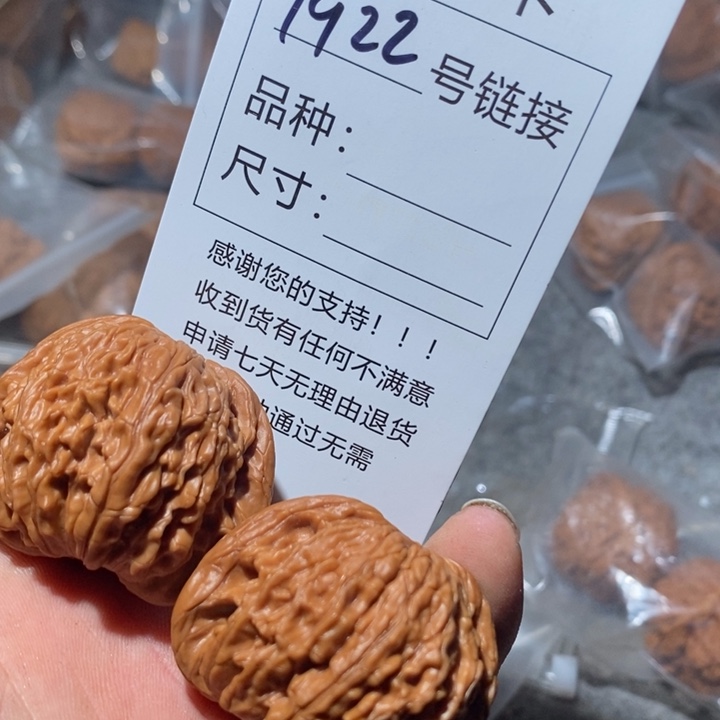 卡
1922号链接
品种：
尺寸：
感谢您的支持！！！
收到货有任何不满意
申请七天无理由退货
通过无需